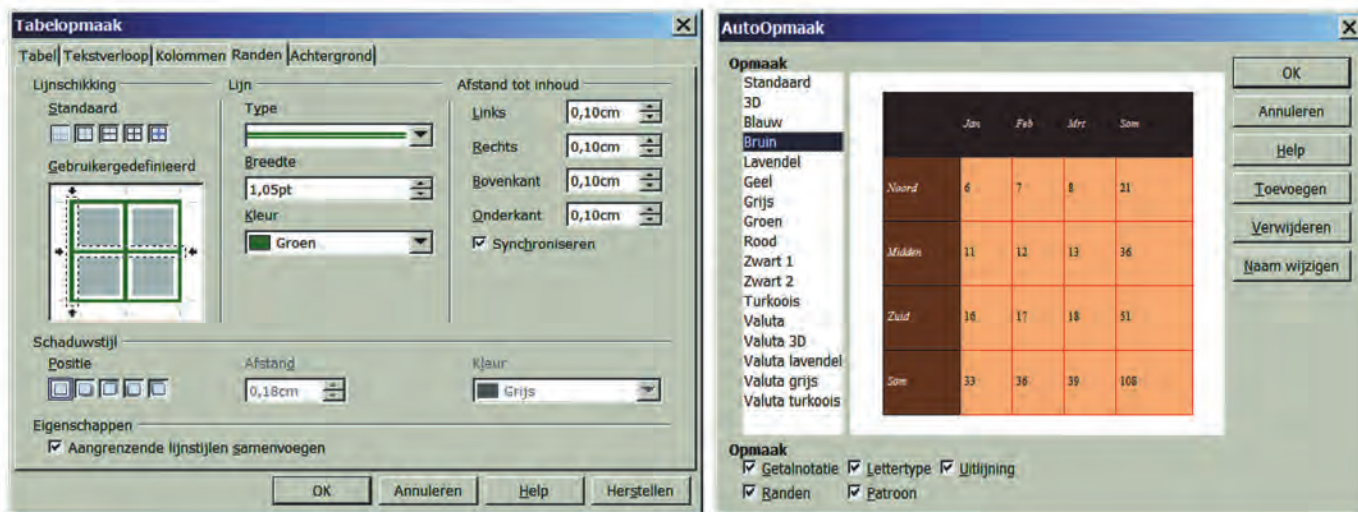 Tabelopmaak
Tabel Tekstverloop Kolommen Randen Achtergrond
Lijnschikking
Standaard
Gebruikergedefinieerd
Lijn
Type
Breedte
1,05pt
Kleur
Groen
Afstand tot inhoud
Links 0,10cm
Rechts 0,10cm
Bovenkant 0,10cm
Onderkant 0,10cm
Synchroniseren
Schaduwstijl
Positie
Afstand
0,18cm
Kleur
Grijs
Eigenschappen
Aangrenzende lijnstijlen samenvoegen
OK Annuleren Help Herstellen
AutoOpmaak
Opmaak
Standaard
3D
Blauw
Bruin
Lavendel
Geel
Grijs
Groen
Rood
Zwart 1
Zwart 2
Turkoois
Valuta
Valuta 3D
Valuta lavendel
Valuta grijs
Valuta turkoois
Jan Feb Mrt Som
Noord 6 7 8 21
Midden 11 12 13 36
Zuid 16 17 18 51
Som 33 36 39 108
OK
Annuleren
Help
Toevoegen
Verwijderen
Naam wijzigen
Opmaak
Getalnotatie Lettertype Uitlijning
Randen Patroon